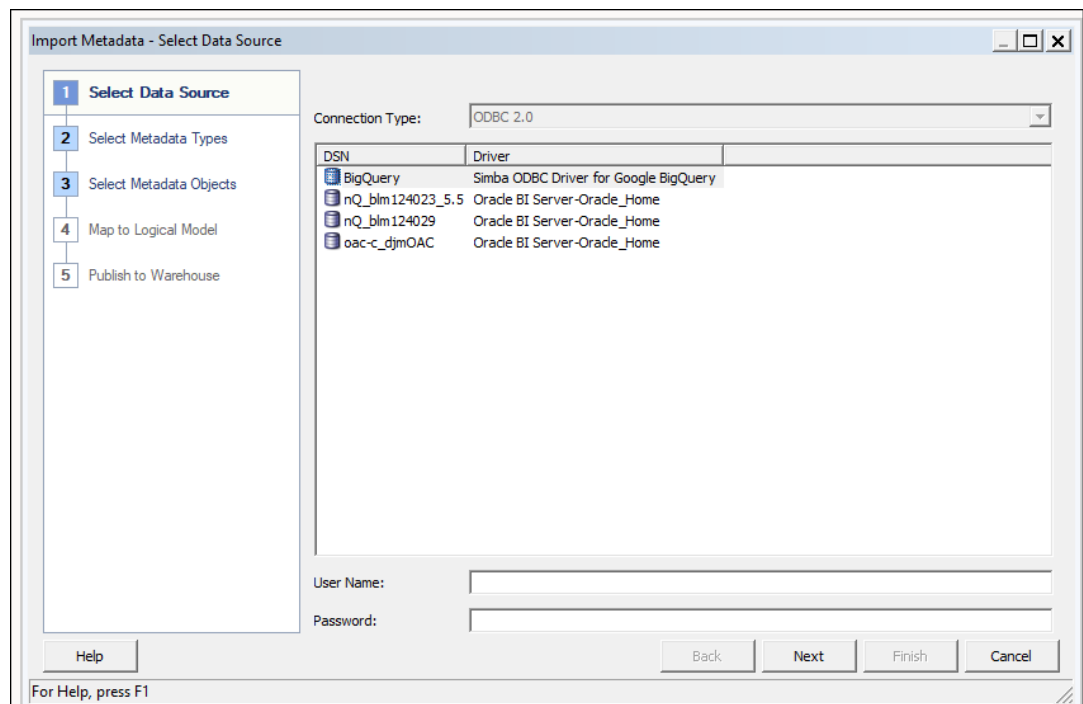 Import Metadata - Select Data Source
1 Select Data Source
2 Select Metadata Types
3 Select Metadata Objects
4 Map to Logical Model
5 Publish to Warehouse
Connection Type: ODBC 2.0
DSN Driver
BigQuery Simba ODBC Driver for Google BigQuery
nQ_blm124023_5.5 Oracle BI Server-Oracle_Home
nQ_blm124029 Oracle BI Server-Oracle_Home
oac-c_djmOAC Oracle BI Server-Oracle_Home
User Name:
Password:
Help Back Next Finish Cancel
For Help, press F1